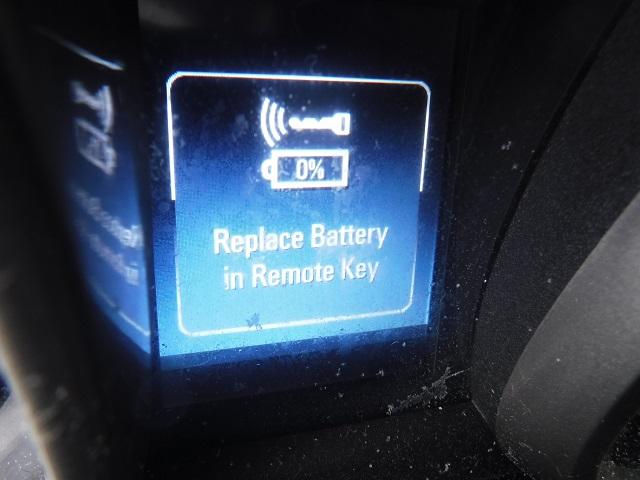 0%
Replace Battery
in Remote Key